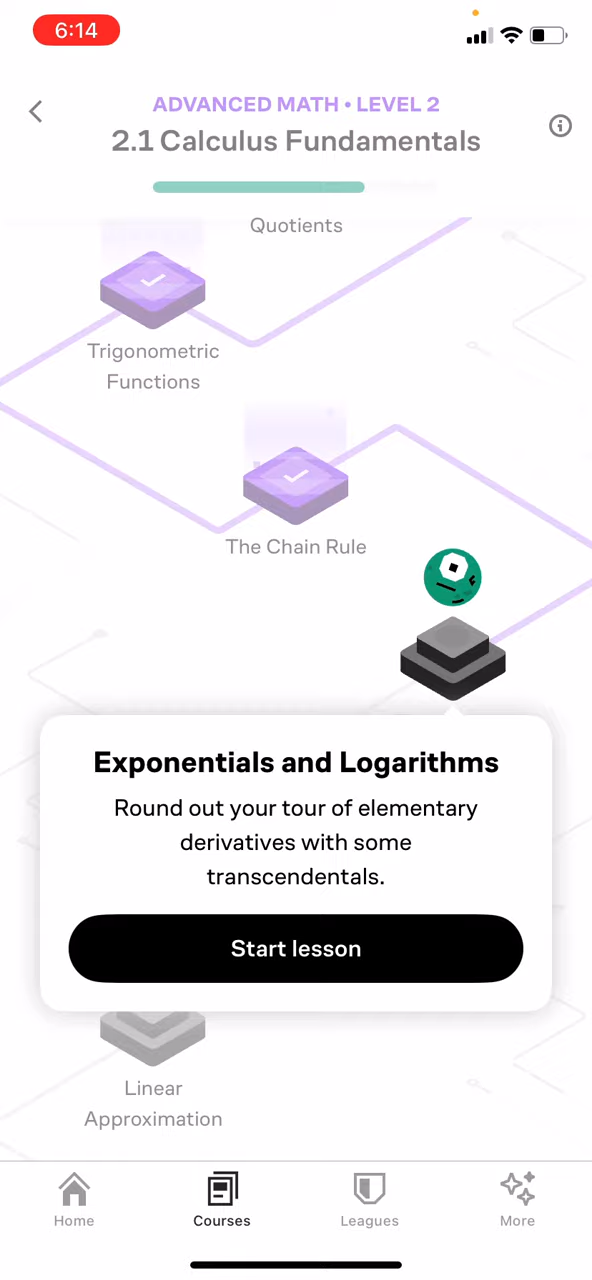 6:14
ADVANCED MATH • LEVEL 2
2.1 Calculus Fundamentals
Quotients
Trigonometric
Functions
The Chain Rule
Exponentials and Logarithms
Round out your tour of elementary
derivatives with some
transcendentals.
Start lesson
Linear
Approximation
Home
Courses
Leagues
More